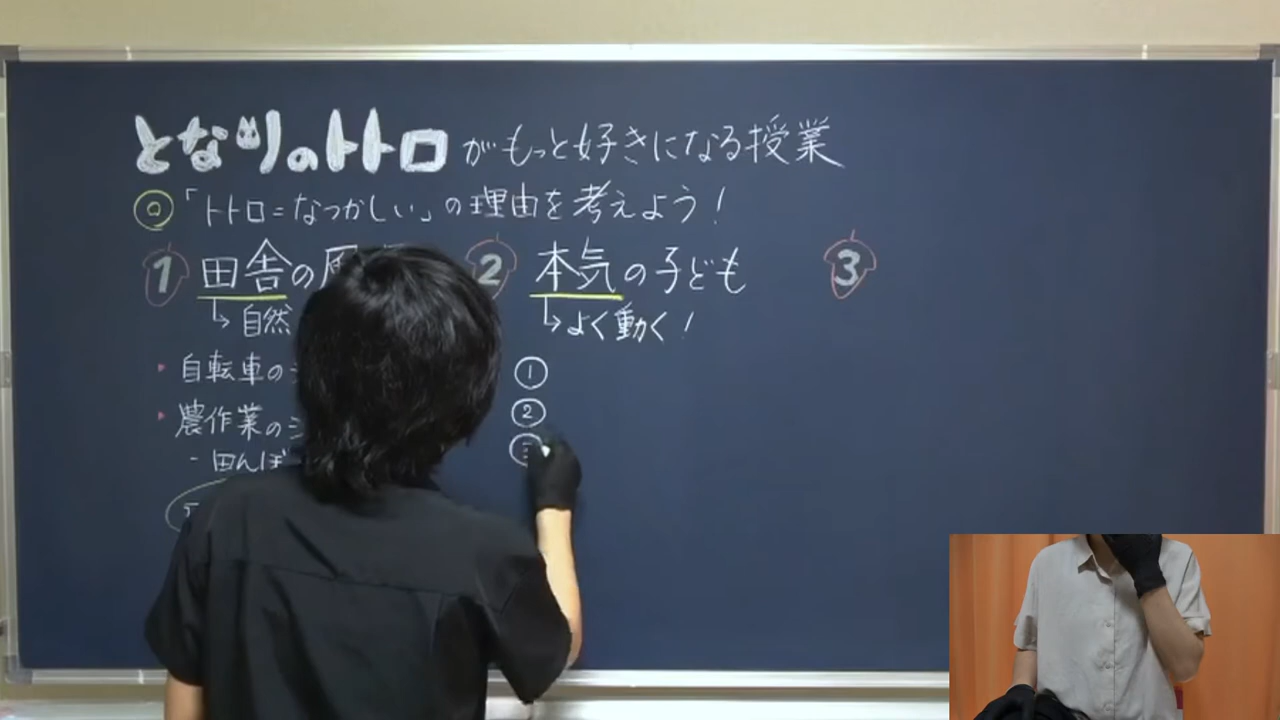 となりのトトロがもっと好きになる授業
◎「トトロ=なつかしい」の理由を考えよう!
1 田舎の
↳自然
・自転車の
・農作業の
- 田んぼ
2 本気の子ども
↳よく動く!
①
②
3